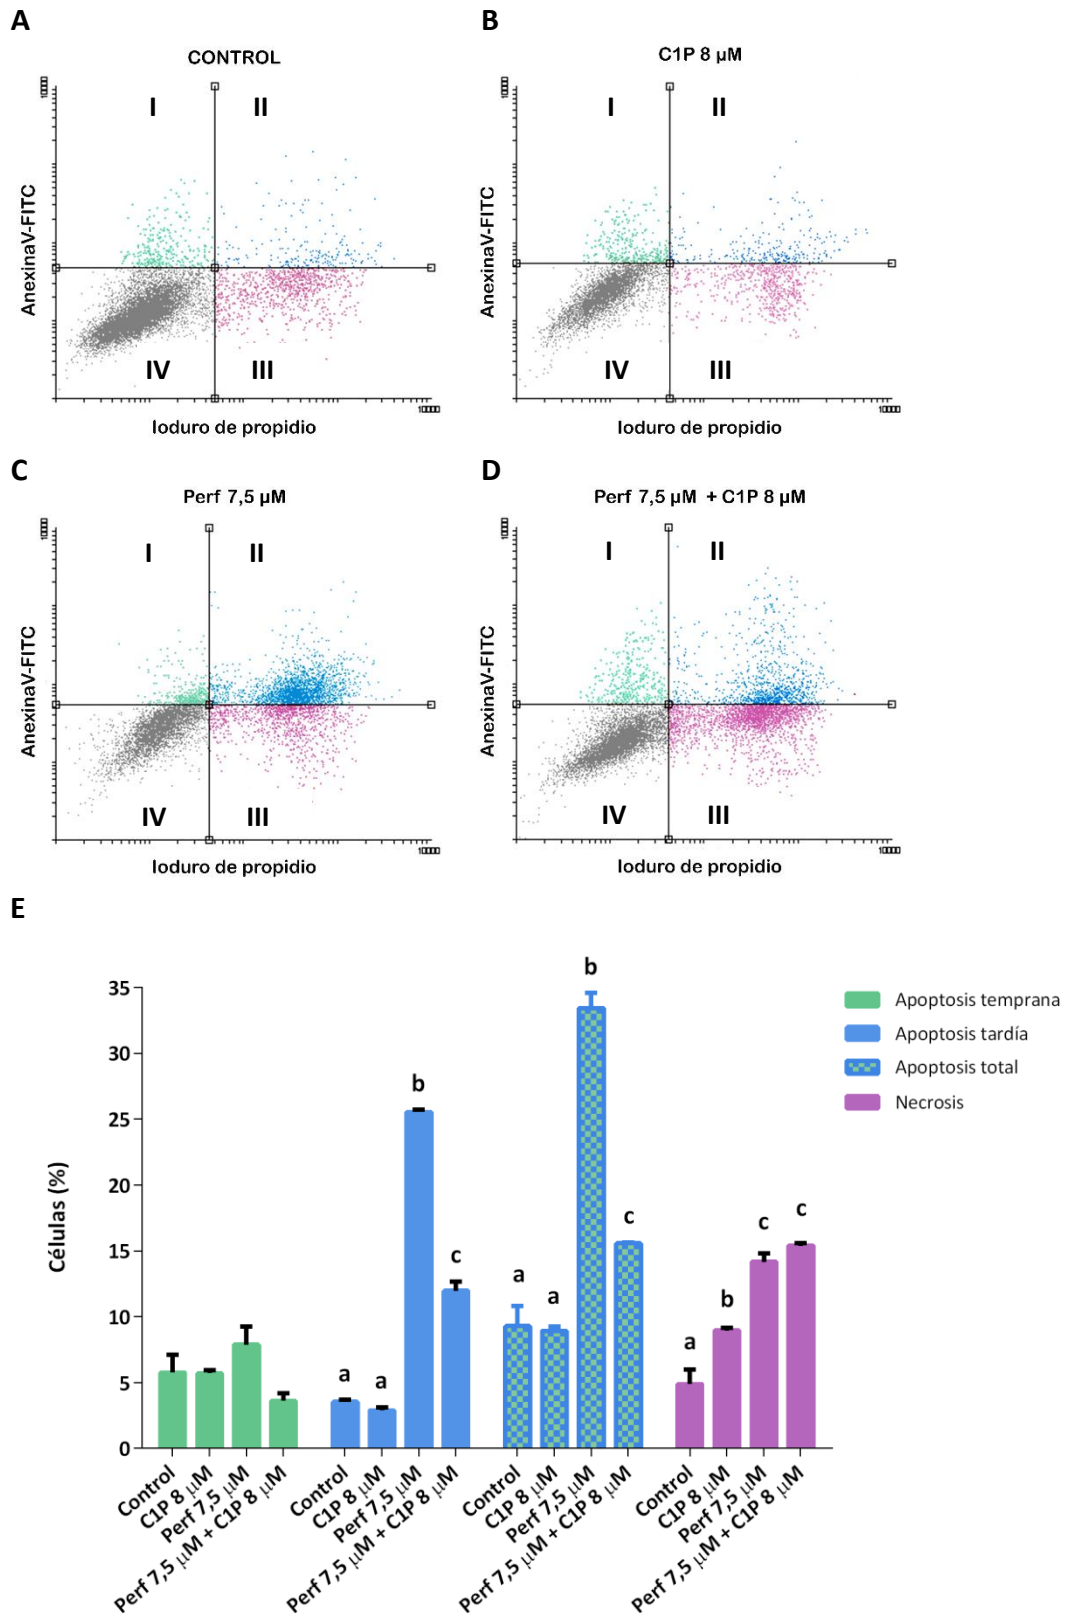 A
CONTROL
I
II
AnexinaV-FITC
IV
III
10000
Ioduro de propidio
B
C1P 8 µM
I
II
AnexinaV-FITC
IV
III
10000
Ioduro de propidio
C
Perf 7,5 µM
I
II
AnexinaV-FITC
IV
III
10000
Ioduro de propidio
D
Perf 7,5 µM + C1P 8 µM
I
II
AnexinaV-FITC
IV
III
10000
Ioduro de propidio
E
Células (%)
35
30
25
20
15
10
5
0
a
a
b
c
a
a
b
c
a
b
c
c
Control
C1P 8 µM
Perf 7,5 µM
Perf 7,5 µM + C1P 8 µM
Control
C1P 8 µM
Perf 7,5 µM
Perf 7,5 µM + C1P 8 µM
Control
C1P 8 µM
Perf 7,5 µM
Perf 7,5 µM + C1P 8 µM
Control
C1P 8 µM
Perf 7,5 µM
Perf 7,5 µM + C1P 8 µM
Apoptosis temprana
Apoptosis tardía
Apoptosis total
Necrosis